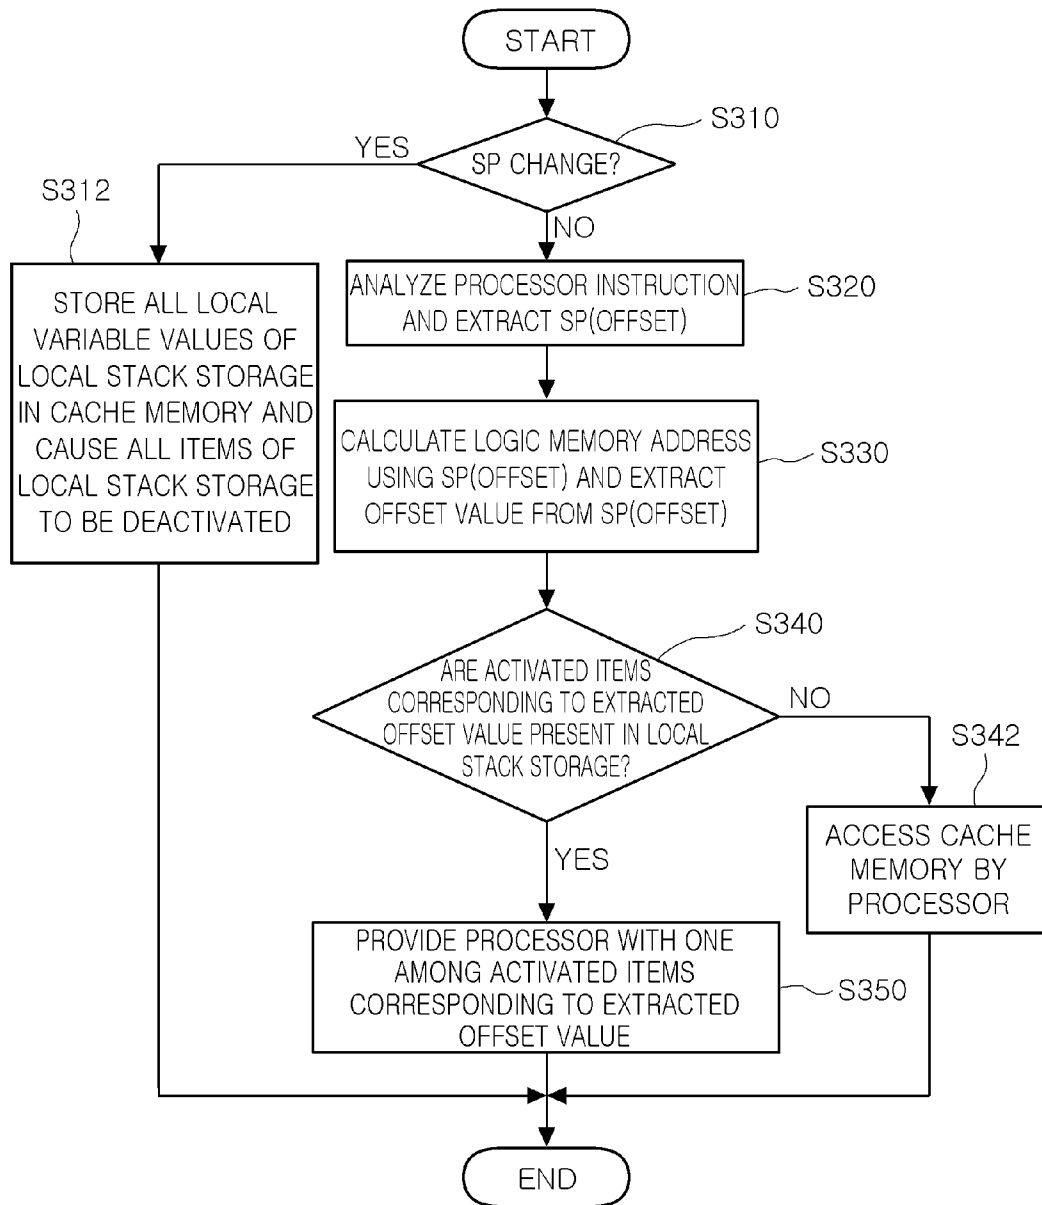 START
S310
YES
SP CHANGE?
S312
NO
STORE ALL LOCAL
VARIABLE VALUES OF
LOCAL STACK STORAGE
IN CACHE MEMORY AND
CAUSE ALL ITEMS OF
LOCAL STACK STORAGE
TO BE DEACTIVATED
ANALYZE PROCESSOR INSTRUCTION
AND EXTRACT SP(OFFSET)
S320
CALCULATE LOGIC MEMORY ADDRESS
USING SP(OFFSET) AND EXTRACT
OFFSET VALUE FROM SP(OFFSET)
S330
S340
ARE ACTIVATED ITEMS
CORRESPONDING TO EXTRACTED
OFFSET VALUE PRESENT IN LOCAL
STACK STORAGE?
NO
S342
YES
ACCESS CACHE
MEMORY BY
PROCESSOR
PROVIDE PROCESSOR WITH ONE
AMONG ACTIVATED ITEMS
CORRESPONDING TO EXTRACTED
OFFSET VALUE
S350
END